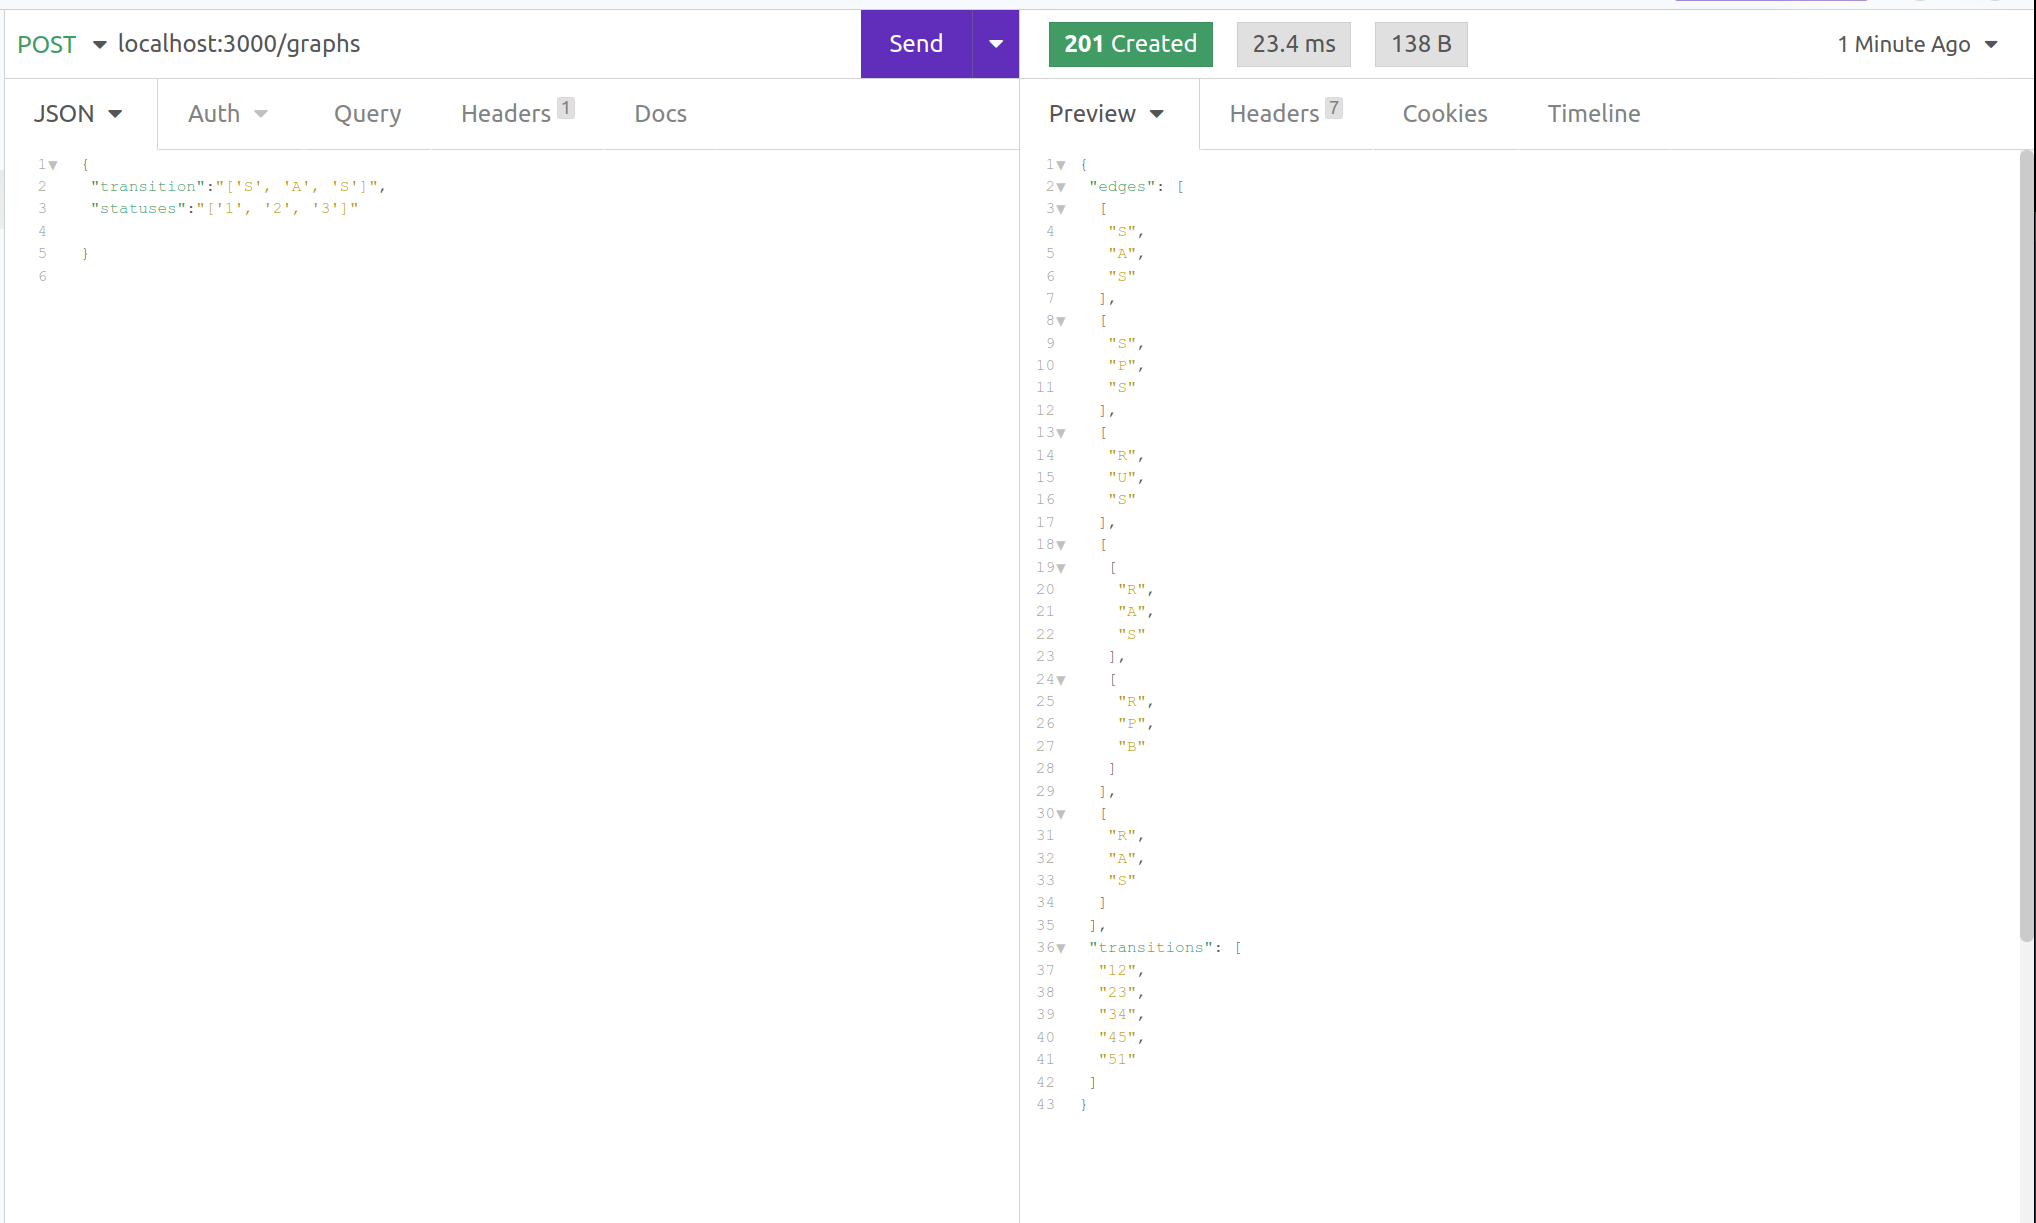 POST localhost:3000/graphs Send 201 Created 23.4 ms 138 B 1 Minute Ago
JSON Auth Query Headers 1 Docs Preview Headers 7 Cookies Timeline
1 {
2 "transition":"['S', 'A', 'S']",
3 "statuses":"['1', '2', '3']"
4
5 }
6
1 {
2 "edges": [
3 [
4 "S",
5 "A",
6 "S"
7 ],
8 [
9 "S",
10 "P",
11 "S"
12 ],
13 [
14 "R",
15 "U",
16 "S"
17 ],
18 [
19 [
20 "R",
21 "A",
22 "S"
23 ],
24 [
25 "R",
26 "P",
27 "B"
28 ]
29 ],
30 [
31 "R",
32 "A",
33 "S"
34 ]
35 ],
36 "transitions": [
37 "12",
38 "23",
39 "34",
40 "45",
41 "51"
42 ]
43 }